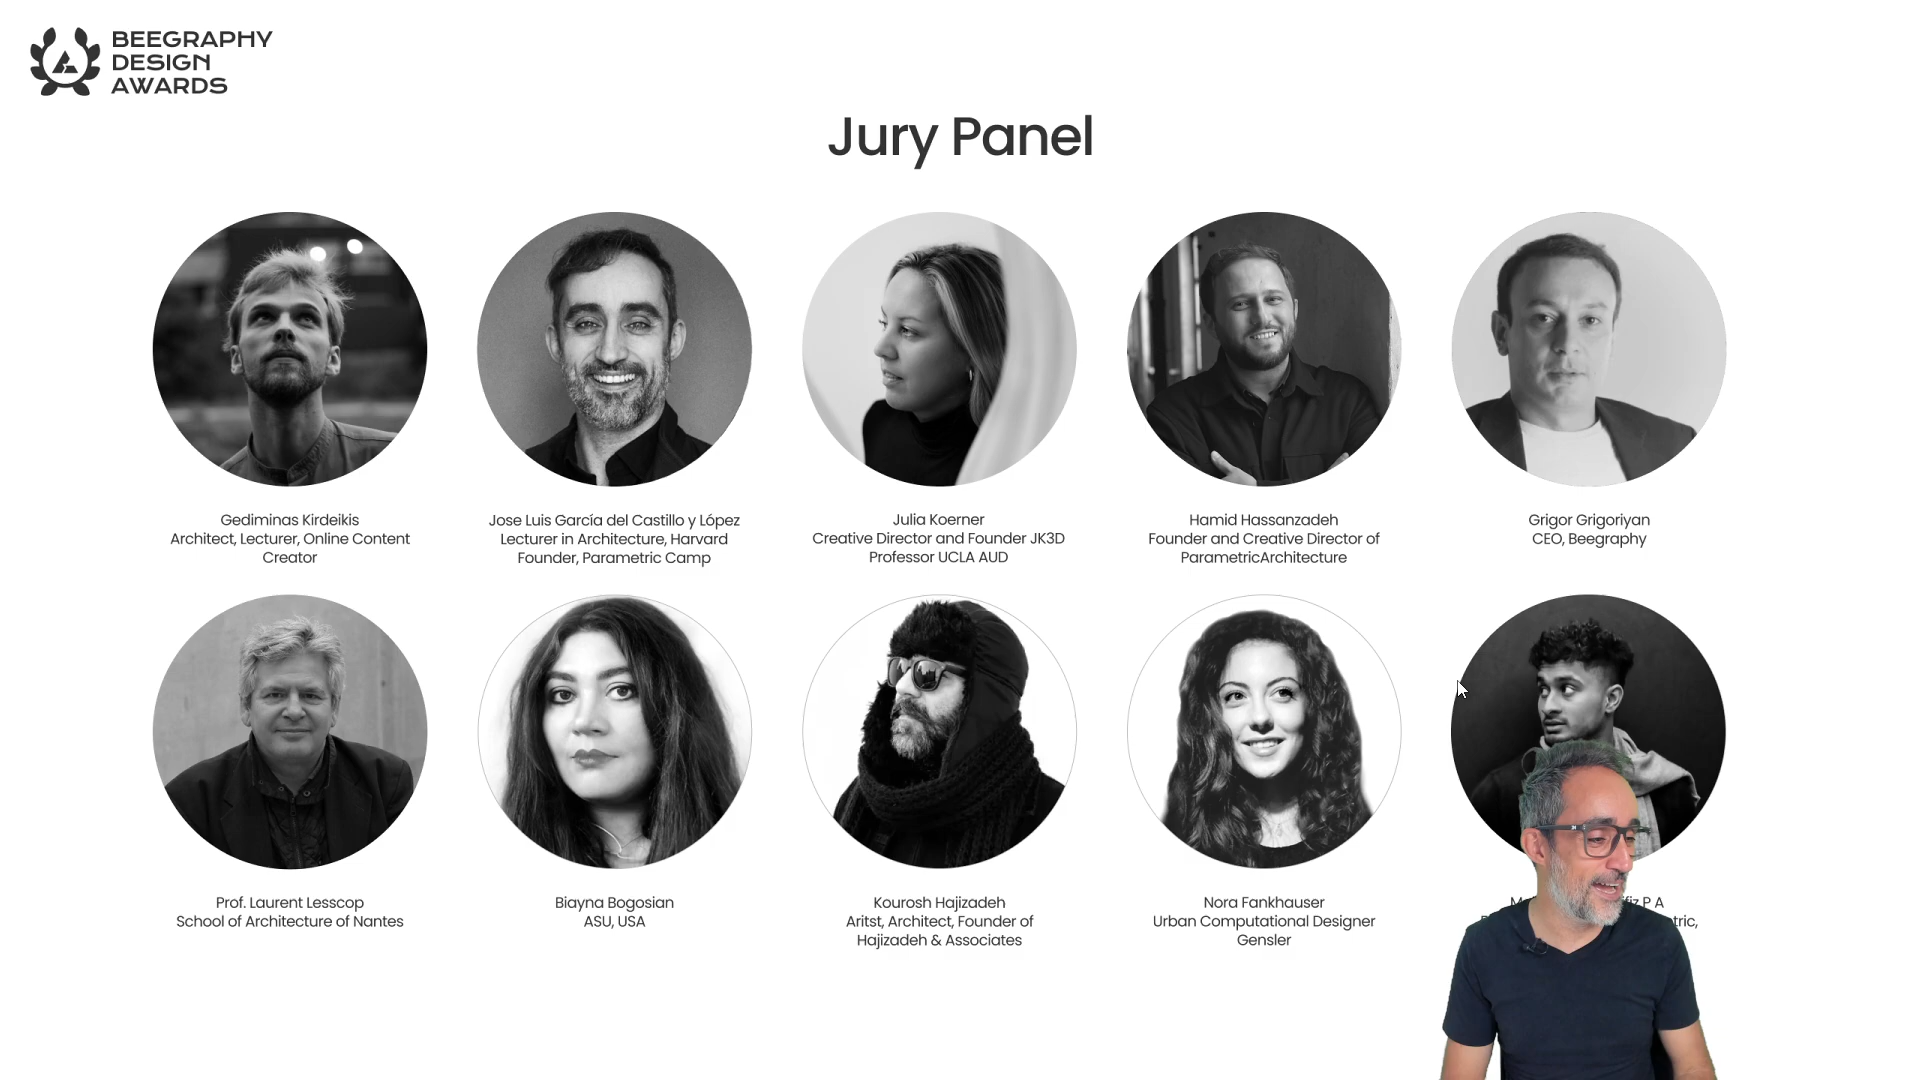 BEEGRAPHY
DESIGN
AWARDS
Jury Panel
Gediminas Kirdeikis
Architect, Lecturer, Online Content
Creator
Jose Luis García del Castillo y López
Lecturer in Architecture, Harvard
Founder, Parametric Camp
Julia Koerner
Creative Director and Founder JK3D
Professor UCLA AUD
Hamid Hassanzadeh
Founder and Creative Director of
ParametricArchitecture
Grigor Grigoriyan
CEO, Beegraphy
Prof. Laurent Lesscop
School of Architecture of Nantes
Biayna Bogosian
ASU, USA
Kourosh Hajizadeh
Aritst, Architect, Founder of
Hajizadeh & Associates
Nora Fankhauser
Urban Computational Designer
Gensler
P A